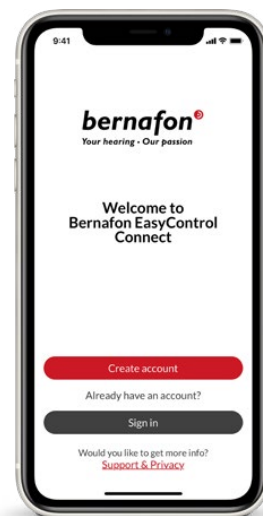 9:41
bernafon
Your hearing • Our passion
Welcome to
Bernafon EasyControl
Connect
Create account
Already have an account?
Sign in
Would you like to get more info?
Support & Privacy